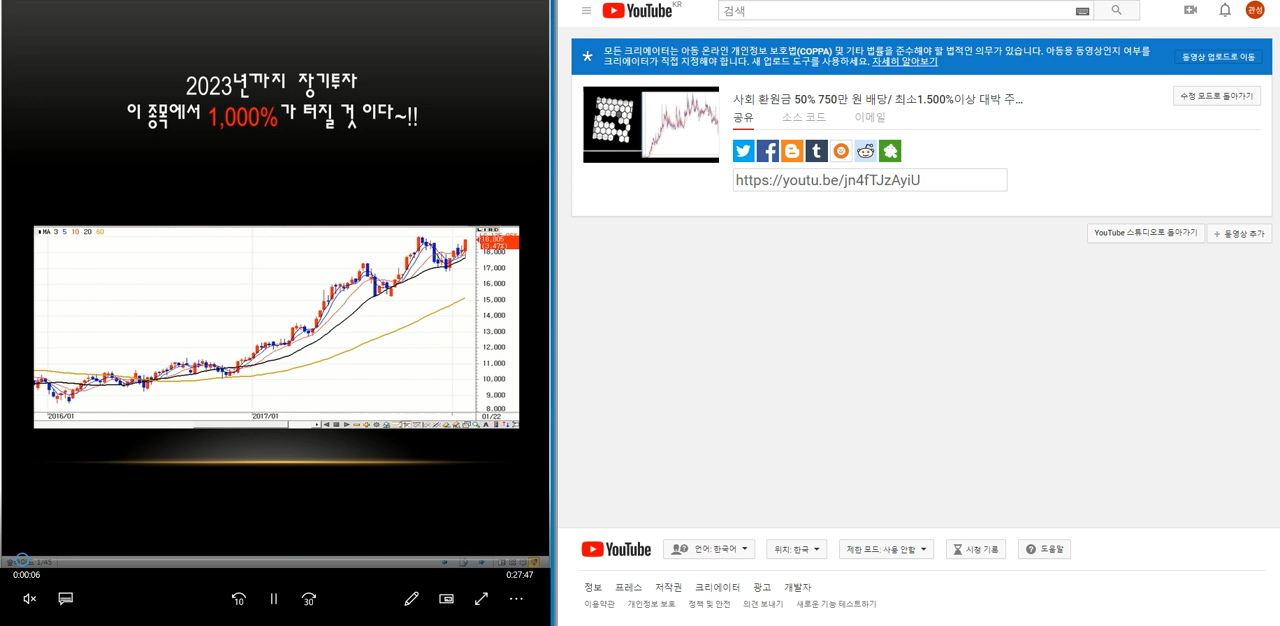 2023년까지 장기투자
이 종목에서 1,000% 가 터질 것 이다~!!
MA 3 5 10 20 60
18,805
(3.47%)
18,000
17,000
16,000
15,000
14,000
13,000
12,000
11,000
10,000
9,000
8,000
2016/01
2017/01
01/22
1/45
0:00:06
0:27:47
10
30
YouTube KR
검색
관성
모든 크리에이터는 아동 온라인 개인정보 보호법(COPPA) 및 기타 법률을 준수해야 할 법적인 의무가 있습니다. 아동용 동영상인지 여부를
크리에이터가 직접 지정해야 합니다. 새 업로드 도구를 사용하세요. 자세히 알아보기
동영상 업로드로 이동
사회 환원금 50% 750만 원 배당/ 최소1.500%이상 대박 주...
수정 모드로 돌아가기
공유
소스 코드
이메일
https://youtu.be/jn4fTJzAyiU
YouTube 스튜디오로 돌아가기
+ 동영상 추가
YouTube
언어: 한국어
위치: 한국
제한 모드: 사용 안함
시청 기록
도움말
정보 프레스 저작권 크리에이터 광고 개발자
이용약관 개인정보 보호 정책 및 안전 의견 보내기 새로운 기능 테스트하기